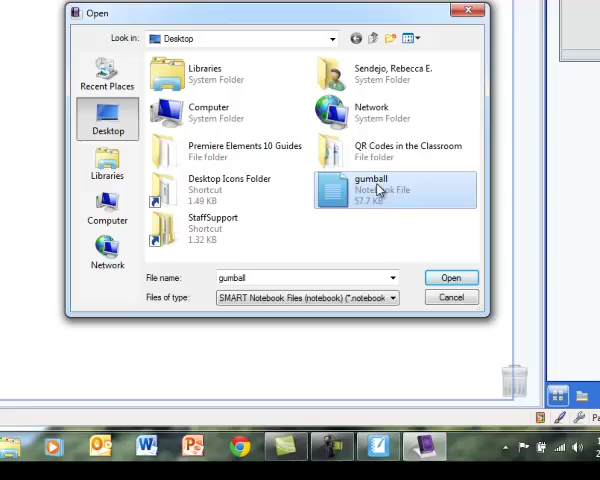 Open
Look in:
Desktop
Recent Places
Desktop
Libraries
Computer
Network
Libraries
System Folder
Sendejo, Rebecca E.
System Folder
Computer
System Folder
Network
System Folder
Premiere Elements 10 Guides
File folder
QR Codes in the Classroom
File folder
Desktop Icons Folder
Shortcut
1.49 KB
gumball
Notebook File
57.7 KB
StaffSupport
Shortcut
1.32 KB
File name:
gumball
Open
Files of type:
SMART Notebook Files (notebook) (*.notebook
Cancel